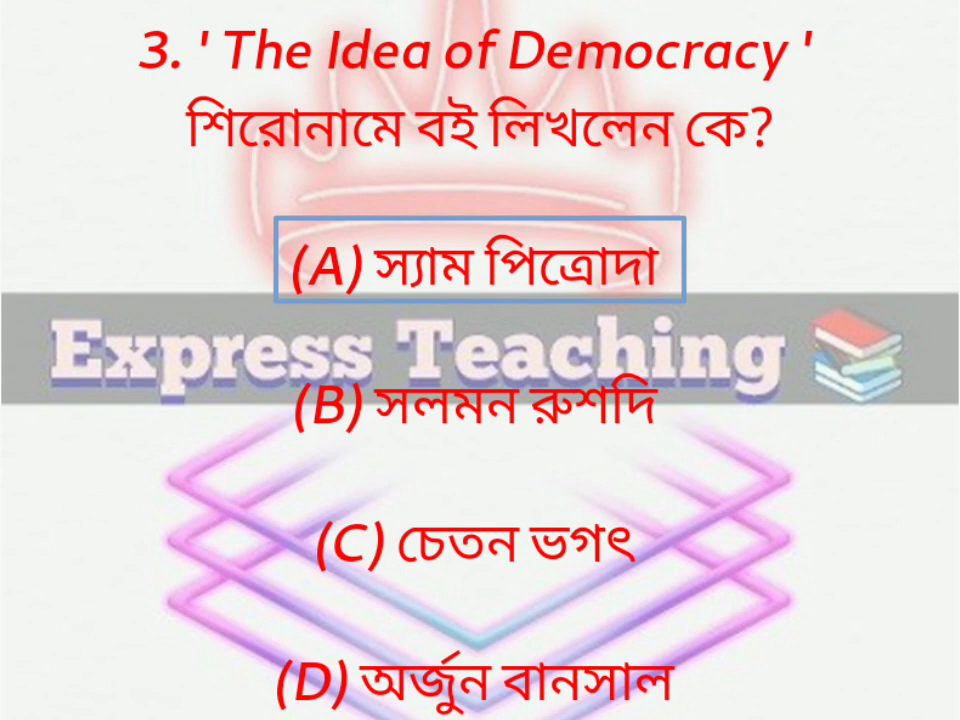 3. ' The Idea of Democracy '
শিরোনামে বই লিখলেন কে?
(A) স্যাম পিত্রোদা
Express Teaching
(B) সলমন রুশদি
(C) চেতন ভগৎ
(D) অর্জুন বানসাল